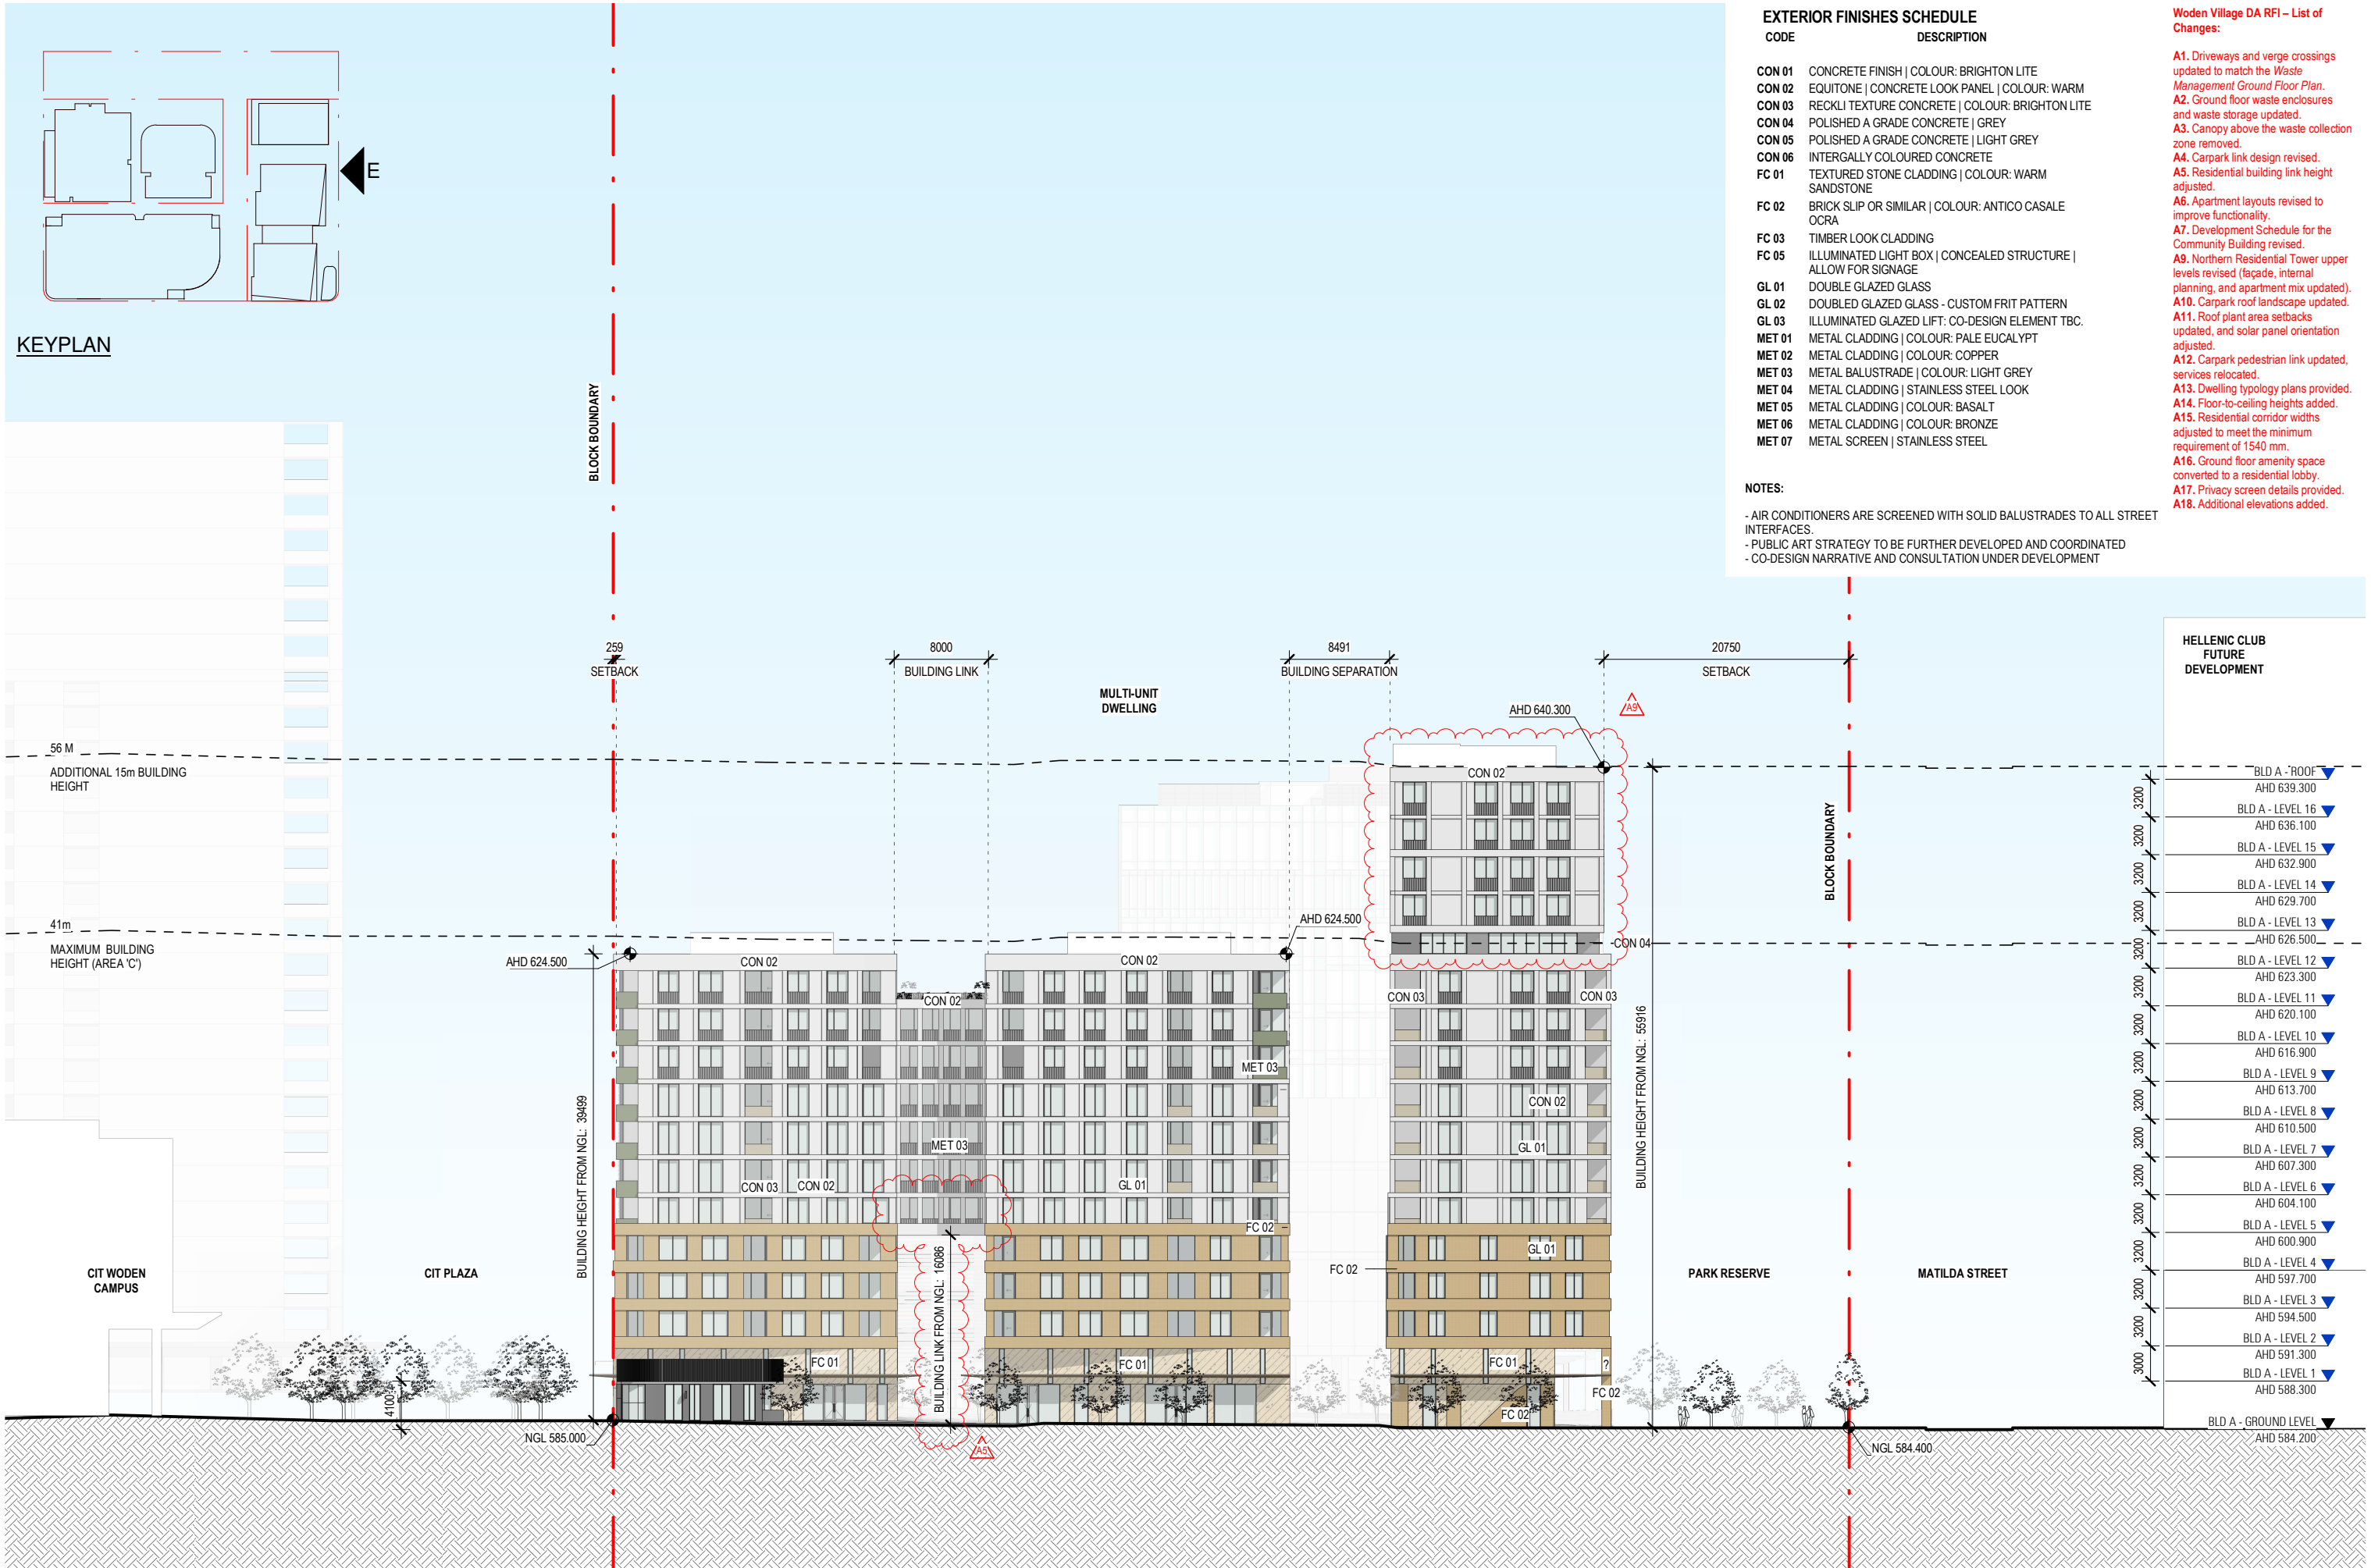 EXTERIOR FINISHES SCHEDULE
CODE DESCRIPTION
CON 01 CONCRETE FINISH | COLOUR: BRIGHTON LITE
CON 02 EQUITONE | CONCRETE LOOK PANEL | COLOUR: WARM
CON 03 RECKLI TEXTURE CONCRETE | COLOUR: BRIGHTON LITE
CON 04 POLISHED A GRADE CONCRETE | GREY
CON 05 POLISHED A GRADE CONCRETE | LIGHT GREY
CON 06 INTERGALLY COLOURED CONCRETE
FC 01 TEXTURED STONE CLADDING | COLOUR: WARM
SANDSTONE
FC 02 BRICK SLIP OR SIMILAR | COLOUR: ANTICO CASALE
OCRA
FC 03 TIMBER LOOK CLADDING
FC 05 ILLUMINATED LIGHT BOX | CONCEALED STRUCTURE |
ALLOW FOR SIGNAGE
GL 01 DOUBLE GLAZED GLASS
GL 02 DOUBLED GLAZED GLASS - CUSTOM FRIT PATTERN
GL 03 ILLUMINATED GLAZED LIFT: CO-DESIGN ELEMENT TBC.
MET 01 METAL CLADDING | COLOUR: PALE EUCALYPT
MET 02 METAL CLADDING | COLOUR: COPPER
MET 03 METAL BALUSTRADE | COLOUR: LIGHT GREY
MET 04 METAL CLADDING | STAINLESS STEEL LOOK
MET 05 METAL CLADDING | COLOUR: BASALT
MET 06 METAL CLADDING | COLOUR: BRONZE
MET 07 METAL SCREEN | STAINLESS STEEL
NOTES:
- AIR CONDITIONERS ARE SCREENED WITH SOLID BALUSTRADES TO ALL STREET
INTERFACES.
- PUBLIC ART STRATEGY TO BE FURTHER DEVELOPED AND COORDINATED
- CO-DESIGN NARRATIVE AND CONSULTATION UNDER DEVELOPMENT
Woden Village DA RFI – List of
Changes:
A1. Driveways and verge crossings
updated to match the Waste
Management Ground Floor Plan.
A2. Ground floor waste enclosures
and waste storage updated.
A3. Canopy above the waste collection
zone removed.
A4. Carpark link design revised.
A5. Residential building link height
adjusted.
A6. Apartment layouts revised to
improve functionality.
A7. Development Schedule for the
Community Building revised.
A9. Northern Residential Tower upper
levels revised (façade, internal
planning, and apartment mix updated).
A10. Carpark roof landscape updated.
A11. Roof plant area setbacks
updated, and solar panel orientation
adjusted.
A12. Carpark pedestrian link updated,
services relocated.
A13. Dwelling typology plans provided.
A14. Floor-to-ceiling heights added.
A15. Residential corridor widths
adjusted to meet the minimum
requirement of 1540 mm.
A16. Ground floor amenity space
converted to a residential lobby.
A17. Privacy screen details provided.
A18. Additional elevations added.
E
KEYPLAN
BLOCK BOUNDARY
259
SETBACK
8000
BUILDING LINK
8491
BUILDING SEPARATION
20750
SETBACK
MULTI-UNIT
DWELLING
HELLENIC CLUB
FUTURE
DEVELOPMENT
AHD 640.300
A9
56 M
ADDITIONAL 15m BUILDING
HEIGHT
41m
MAXIMUM BUILDING
HEIGHT (AREA 'C')
BLOCK BOUNDARY
CON 02
CON 04
AHD 624.500
AHD 624.500
CON 02
CON 02
CON 02
CON 03
CON 03
MET 03
CON 02
MET 03
GL 01
CON 03
CON 02
GL 01
FC 02
GL 01
FC 02
BUILDING HEIGHT FROM NGL: 39499
BUILDING LINK FROM NGL: 16086
BUILDING HEIGHT FROM NGL: 55916
CIT WODEN
CAMPUS
CIT PLAZA
PARK RESERVE
MATILDA STREET
FC 01
FC 01
FC 01
?
FC 02
FC 02
4100
NGL 585.000
A5
NGL 584.400
BLD A - ROOF
AHD 639.300
3200
BLD A - LEVEL 16
AHD 636.100
3200
BLD A - LEVEL 15
AHD 632.900
3200
BLD A - LEVEL 14
AHD 629.700
3200
BLD A - LEVEL 13
AHD 626.500
3200
BLD A - LEVEL 12
AHD 623.300
3200
BLD A - LEVEL 11
AHD 620.100
3200
BLD A - LEVEL 10
AHD 616.900
3200
BLD A - LEVEL 9
AHD 613.700
3200
BLD A - LEVEL 8
AHD 610.500
3200
BLD A - LEVEL 7
AHD 607.300
3200
BLD A - LEVEL 6
AHD 604.100
3200
BLD A - LEVEL 5
AHD 600.900
3200
BLD A - LEVEL 4
AHD 597.700
3200
BLD A - LEVEL 3
AHD 594.500
3200
BLD A - LEVEL 2
AHD 591.300
3000
BLD A - LEVEL 1
AHD 588.300
BLD A - GROUND LEVEL
AHD 584.200